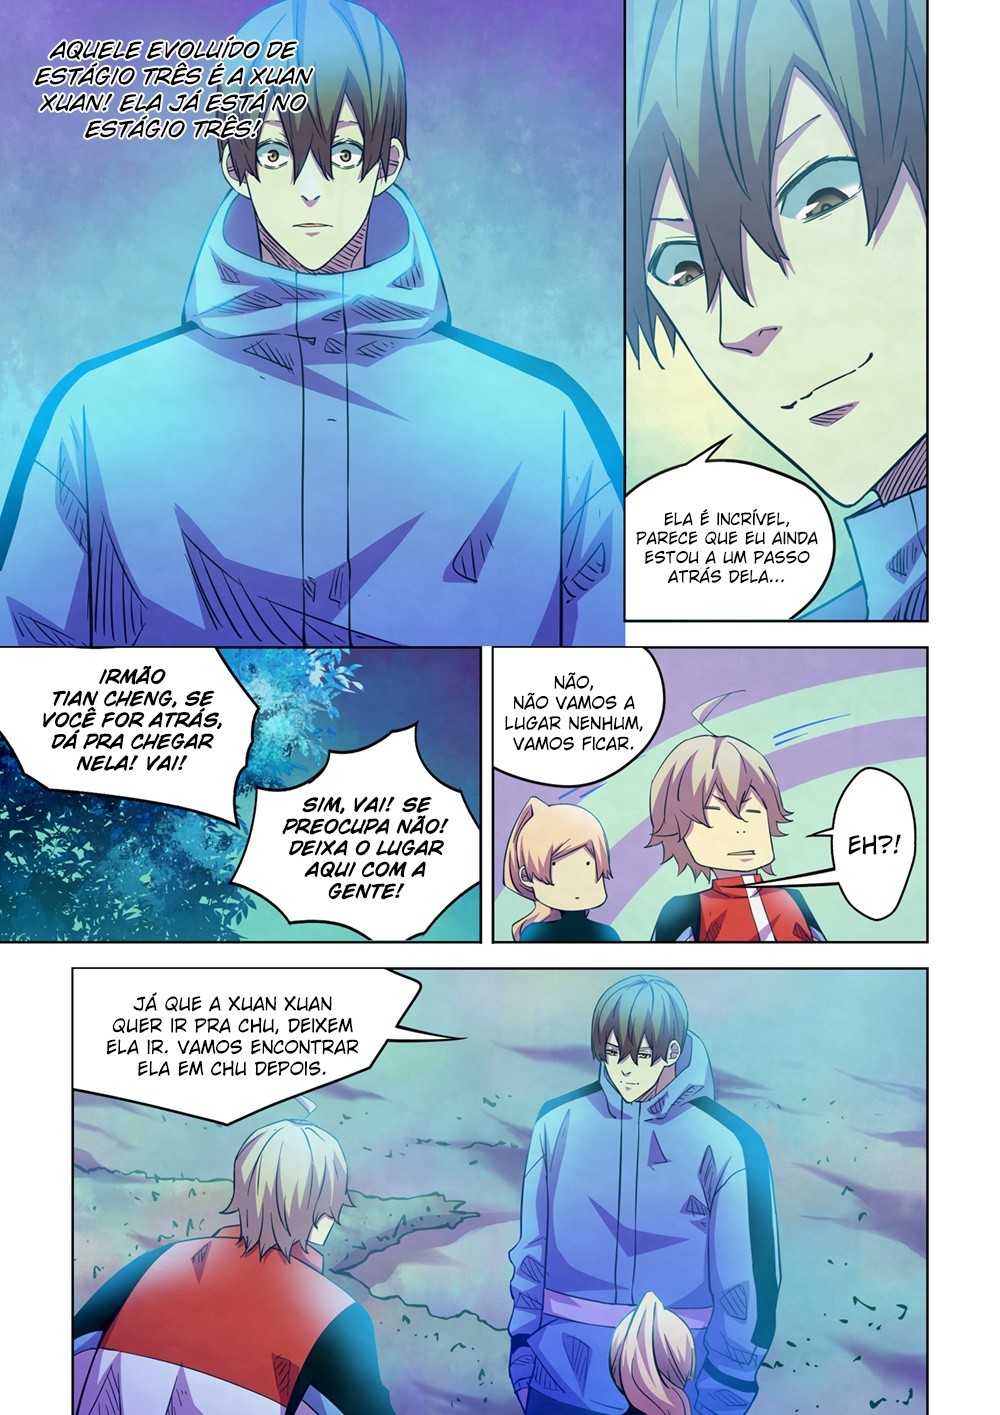 AQUELE EVOLUÍDO DE
ESTÁGIO TRÊS É A XUAN
XUAN! ELA JÁ ESTÁ NO
ESTÁGIO TRÊS!
ELA É INCRÍVEL,
PARECE QUE EU AINDA
ESTOU A UM PASSO
ATRÁS DELA...
IRMÃO
TIAN CHENG, SE
VOCÊ FOR ATRÁS,
DÁ PRA CHEGAR
NELA! VAI!
SIM, VAI! SE
PREOCUPA NÃO!
DEIXA O LUGAR
AQUI COM A
GENTE!
NÃO,
NÃO VAMOS A
LUGAR NENHUM,
VAMOS FICAR.
EH?!
JÁ QUE A XUAN XUAN
QUER IR PRA CHU, DEIXEM
ELA IR. VAMOS ENCONTRAR
ELA EM CHU DEPOIS.